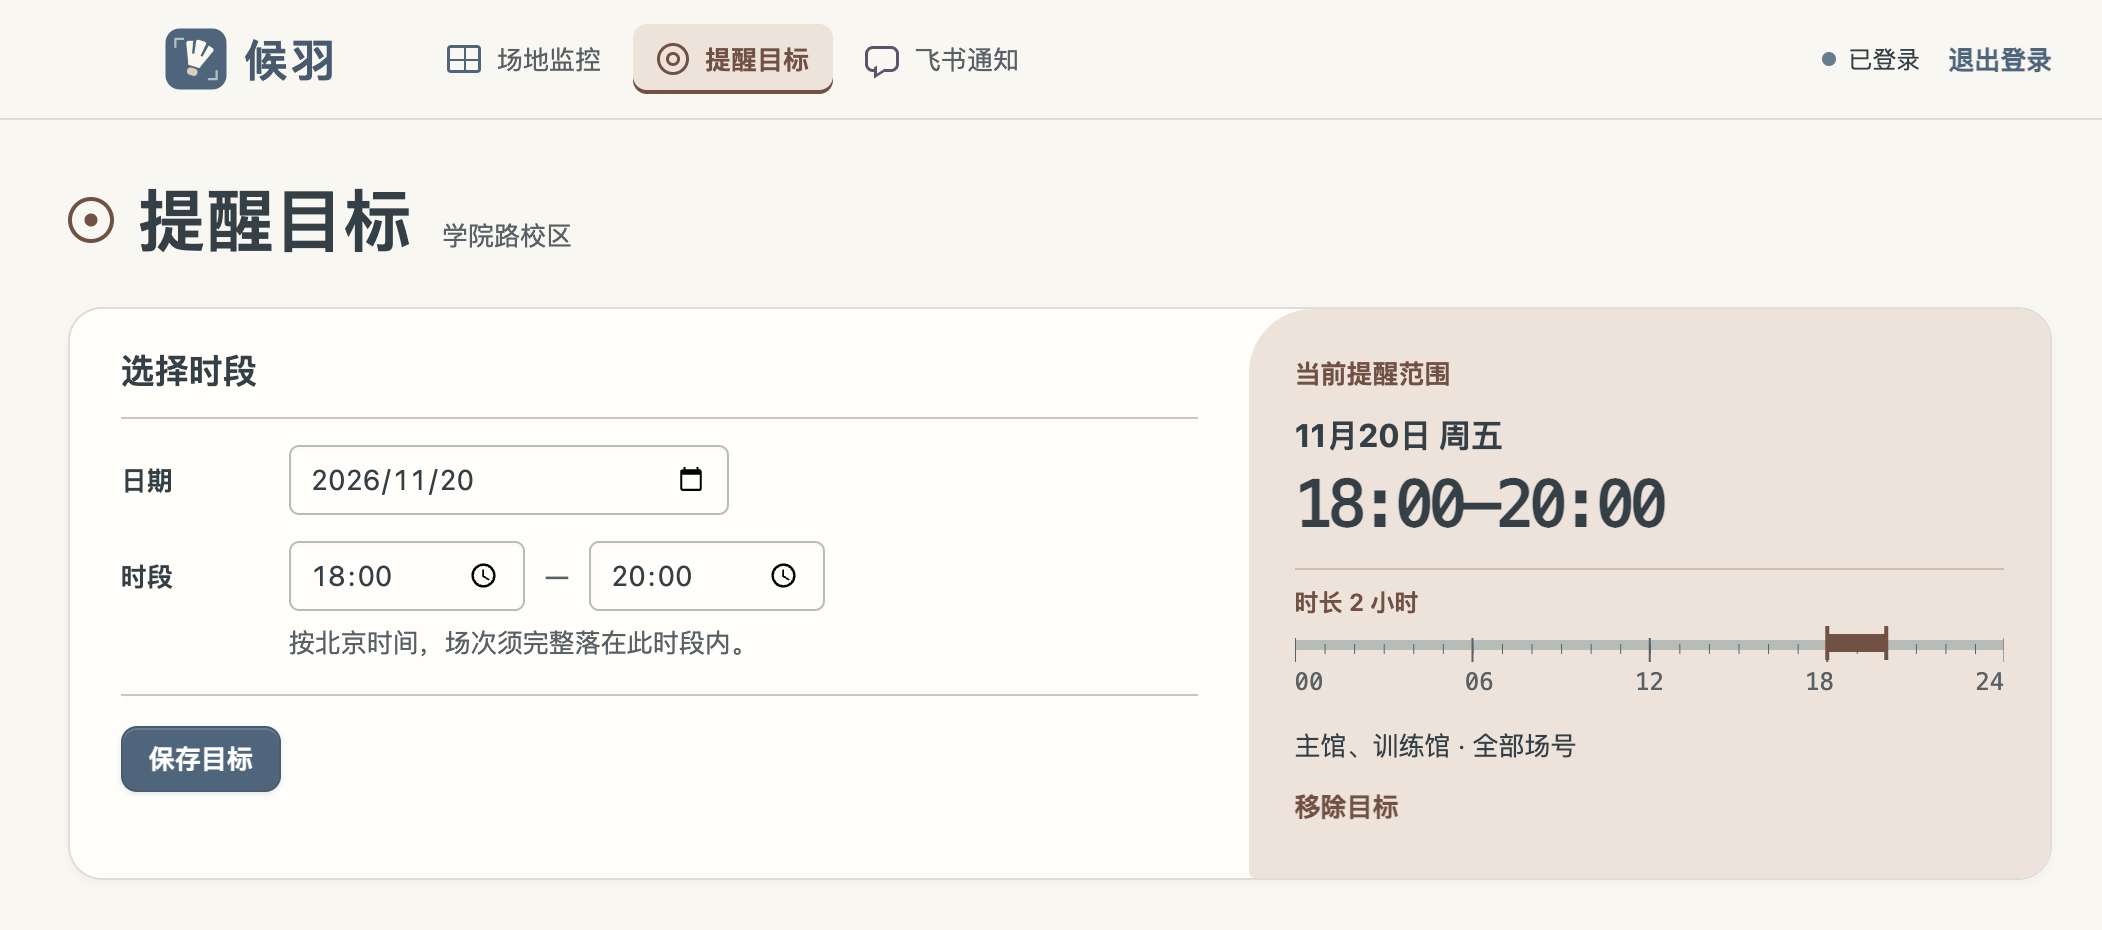 候羽
场地监控
提醒目标
飞书通知
已登录
退出登录
提醒目标
学院路校区
选择时段
日期
2026/11/20
时段
18:00 — 20:00
按北京时间，场次须完整落在此时段内。
保存目标
当前提醒范围
11月20日 周五
18:00—20:00
时长 2 小时
00 06 12 18 24
主馆、训练馆 · 全部场号
移除目标